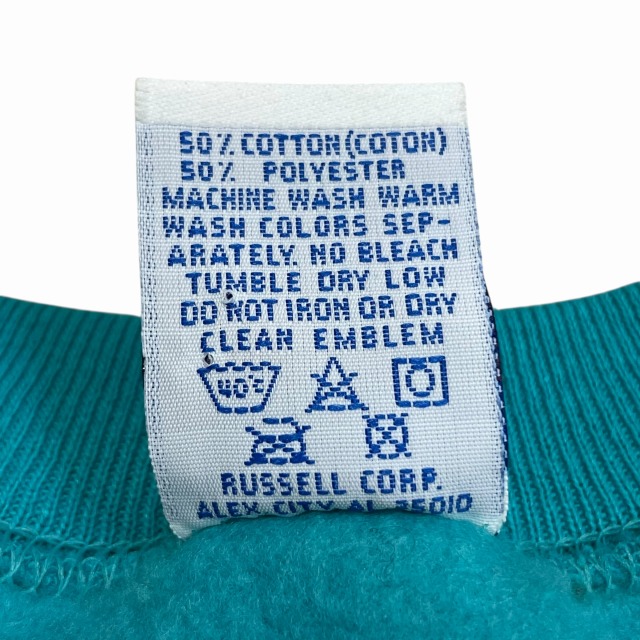 50% COTTON (COTON)
50% POLYESTER
MACHINE WASH WARM
WASH COLORS SEP-
ARATELY, NO BLEACH
TUMBLE DRY LOW
DO NOT IRON OR DRY
CLEAN EMBLEM
40°C
RUSSELL CORP.
ALEX CITY AL